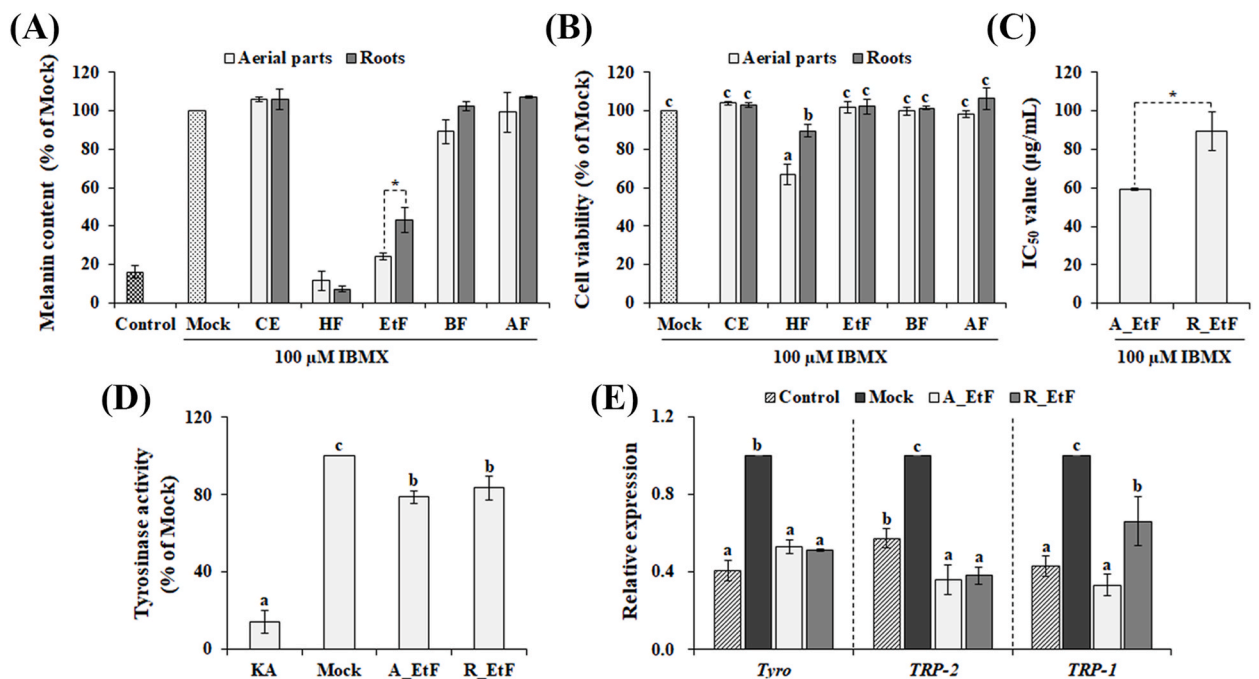 (A)
Aerial parts Roots
Melanin content (% of Mock)
120
100
80
60
40
20
0
*
Control Mock CE HF EtF BF AF
100 μM IBMX
(B)
Aerial parts Roots
Cell viability (% of Mock)
120
100
80
60
40
20
0
c c c a b c c c c c c
Mock CE HF EtF BF AF
100 μM IBMX
(C)
IC50 value (μg/mL)
120
100
80
60
40
20
0
*
A_EtF R_EtF
100 μM IBMX
(D)
Tyrosinase activity
(% of Mock)
120
80
40
0
a c b b
KA Mock A_EtF R_EtF
(E)
Control Mock A_EtF R_EtF
Relative expression
1.2
0.8
0.4
0.0
a b a a b c a a a c a b
Tyro TRP-2 TRP-1